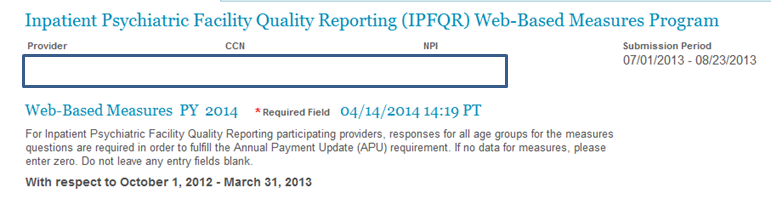 Inpatient Psychiatric Facility Quality Reporting (IPFQR) Web-Based Measures Program
Provider CCN NPI Submission Period
07/01/2013 - 08/23/2013
Web-Based Measures PY 2014 * Required Field 04/14/2014 14:19 PT
For Inpatient Psychiatric Facility Quality Reporting participating providers, responses for all age groups for the measures
questions are required in order to fulfill the Annual Payment Update (APU) requirement. If no data for measures, please
enter zero. Do not leave any entry fields blank.
With respect to October 1, 2012 - March 31, 2013